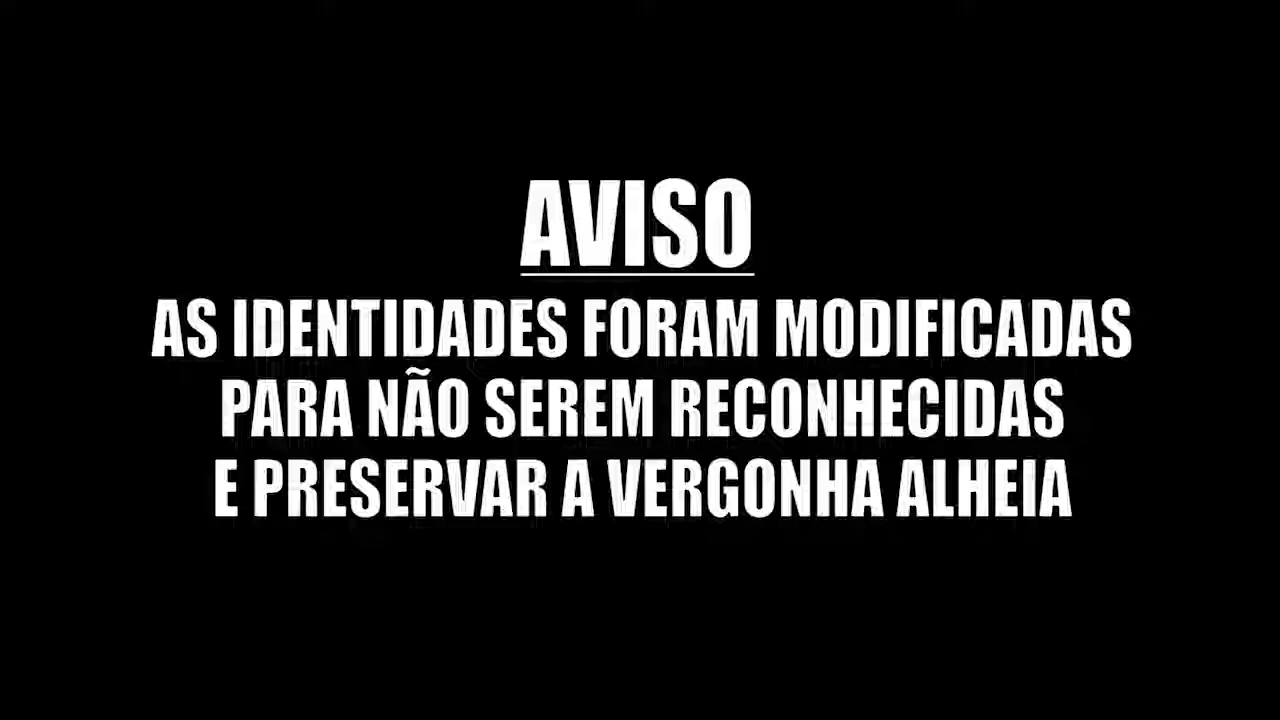 AVISO
AS IDENTIDADES FORAM MODIFICADAS
PARA NÃO SEREM RECONHECIDAS
E PRESERVAR A VERGONHA ALHEIA